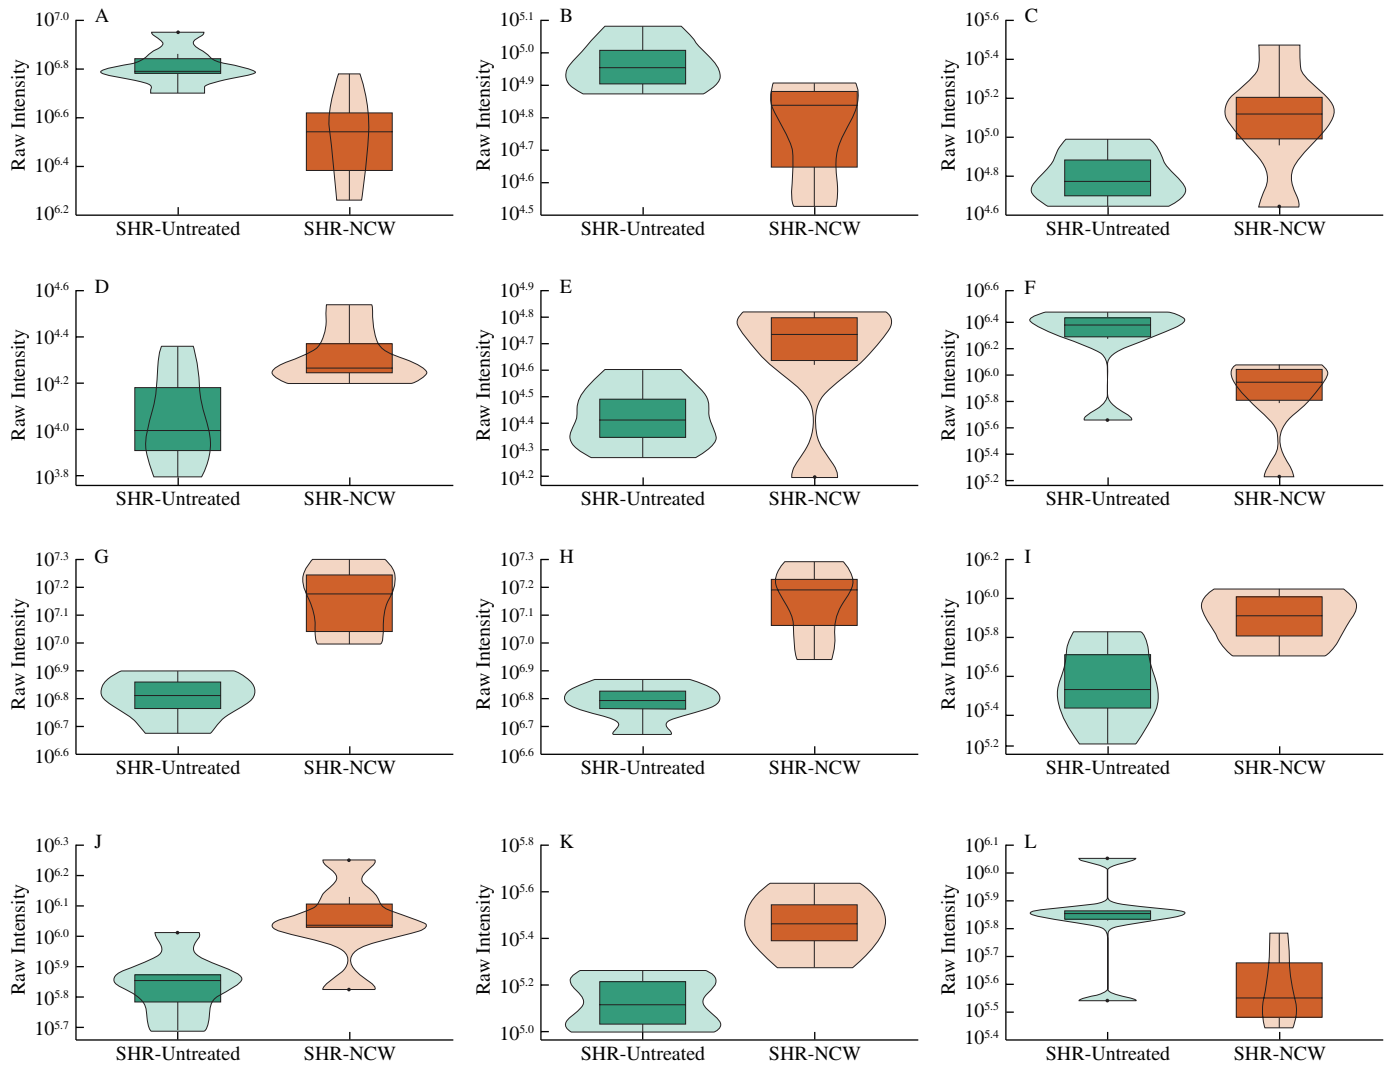 A
10^7.0
10^6.8
10^6.6
10^6.4
10^6.2
Raw Intensity
SHR-Untreated SHR-NCW
B
10^5.1
10^5.0
10^4.9
10^4.8
10^4.7
10^4.6
10^4.5
Raw Intensity
SHR-Untreated SHR-NCW
C
10^5.6
10^5.4
10^5.2
10^5.0
10^4.8
10^4.6
Raw Intensity
SHR-Untreated SHR-NCW
D
10^4.6
10^4.4
10^4.2
10^4.0
10^3.8
Raw Intensity
SHR-Untreated SHR-NCW
E
10^4.9
10^4.8
10^4.7
10^4.6
10^4.5
10^4.4
10^4.3
10^4.2
Raw Intensity
SHR-Untreated SHR-NCW
F
10^6.6
10^6.4
10^6.2
10^6.0
10^5.8
10^5.6
10^5.4
10^5.2
Raw Intensity
SHR-Untreated SHR-NCW
G
10^7.3
10^7.2
10^7.1
10^7.0
10^6.9
10^6.8
10^6.7
10^6.6
Raw Intensity
SHR-Untreated SHR-NCW
H
10^7.3
10^7.2
10^7.1
10^7.0
10^6.9
10^6.8
10^6.7
10^6.6
Raw Intensity
SHR-Untreated SHR-NCW
I
10^6.2
10^6.0
10^5.8
10^5.6
10^5.4
10^5.2
Raw Intensity
SHR-Untreated SHR-NCW
J
10^6.3
10^6.2
10^6.1
10^6.0
10^5.9
10^5.8
10^5.7
Raw Intensity
SHR-Untreated SHR-NCW
K
10^5.8
10^5.6
10^5.4
10^5.2
10^5.0
Raw Intensity
SHR-Untreated SHR-NCW
L
10^6.1
10^6.0
10^5.9
10^5.8
10^5.7
10^5.6
10^5.5
10^5.4
Raw Intensity
SHR-Untreated SHR-NCW